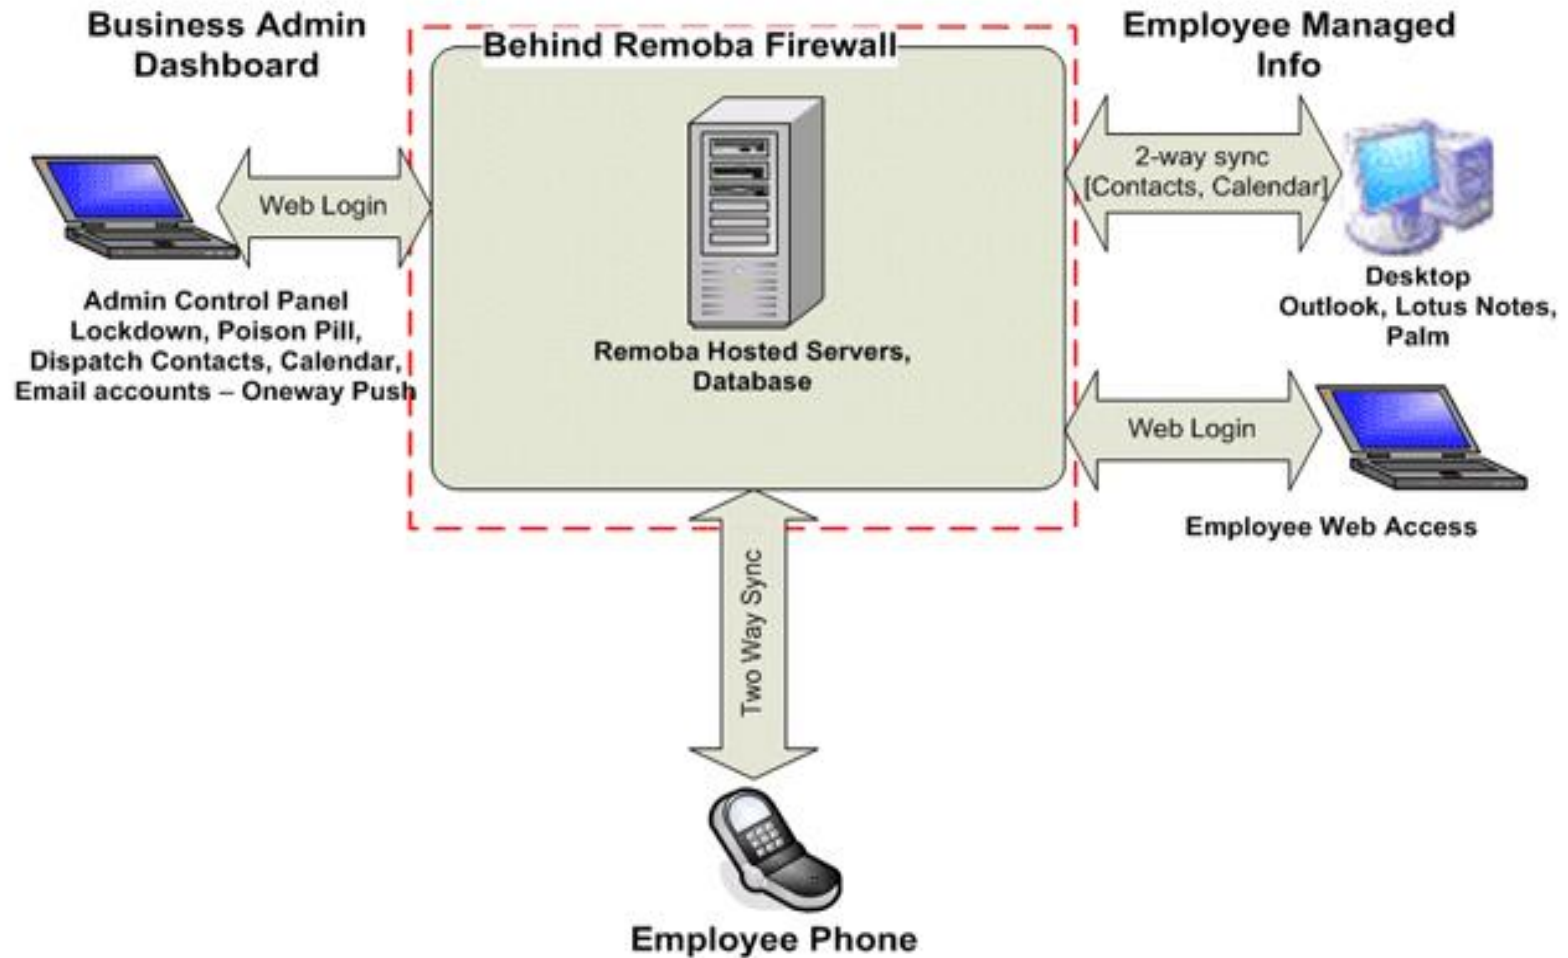 Business Admin
Dashboard
Behind Remoba Firewall
Employee Managed
Info
Web Login
2-way sync
[Contacts, Calendar]
Admin Control Panel
Lockdown, Poison Pill,
Dispatch Contacts, Calendar,
Email accounts – Oneway Push
Remoba Hosted Servers,
Database
Desktop
Outlook, Lotus Notes,
Palm
Web Login
Employee Web Access
Two Way Sync
Employee Phone